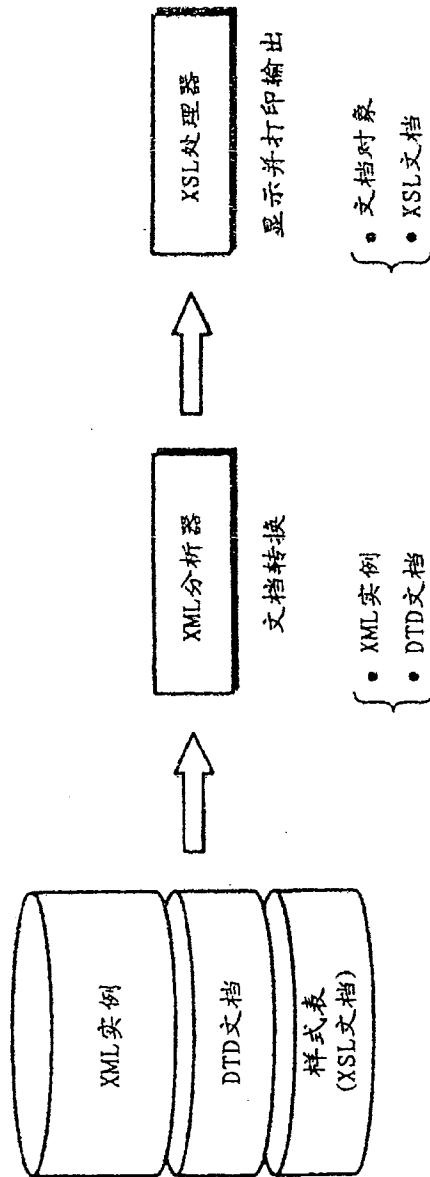 XML实例
DTD文档
样式表
(XSL文档)
XML分析器
文档转换
• XML实例
• DTD文档
XSL处理器
显示并打印输出
• 文档对象
• XSL文档